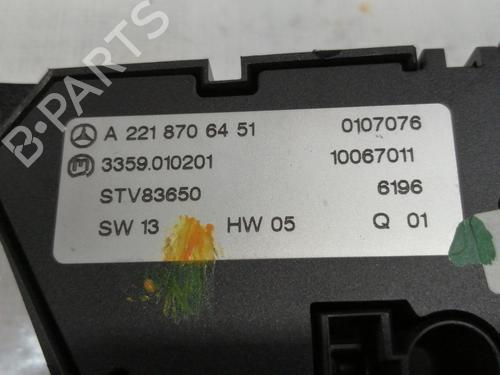 A 221 870 64 51 0107076
3359.010201 10067011
STV83650 6196
SW 13 HW 05 Q 01
B-PARTS